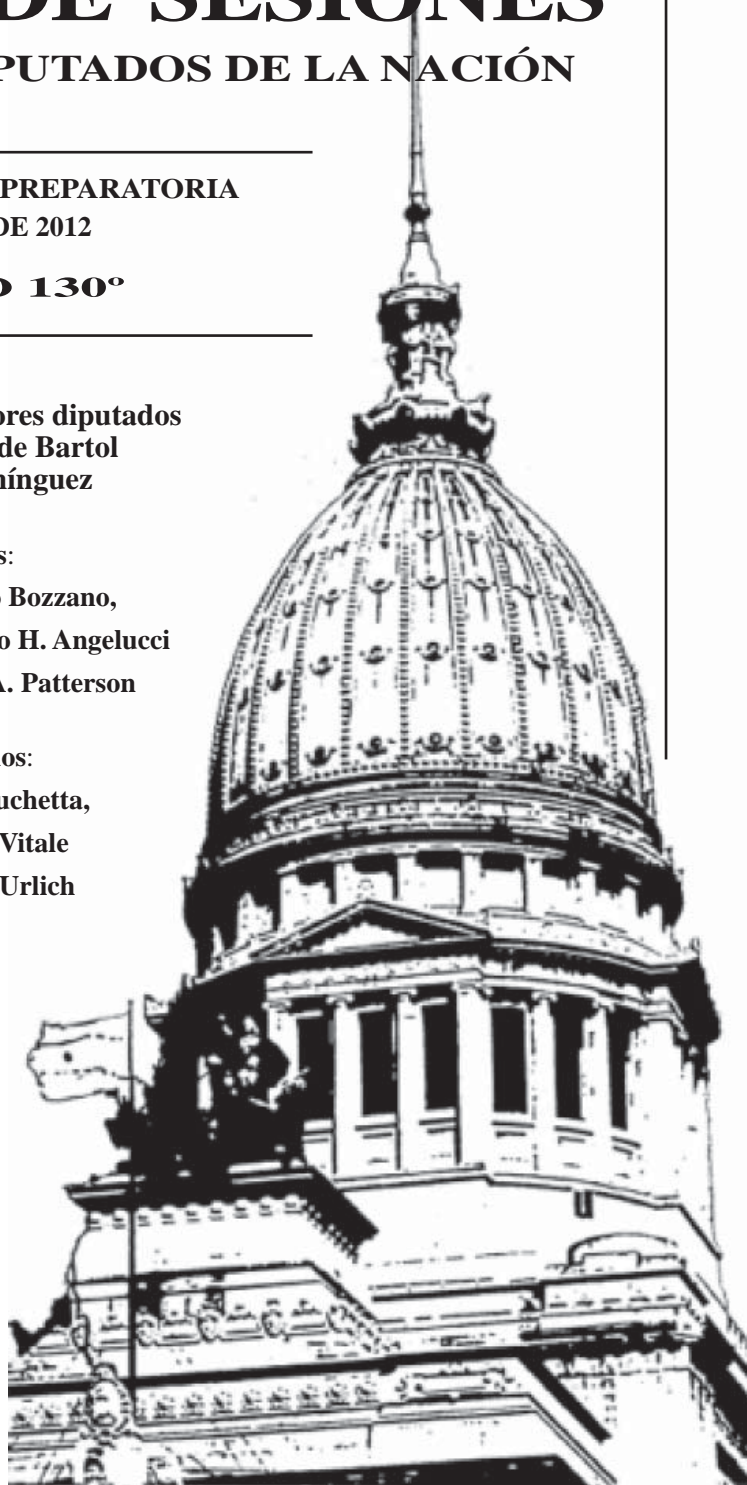 DE SESIONES
PUTADOS DE LA NACIÓN
PREPARATORIA
DE 2012
O 130º
ores diputados
de Bartol
mínguez
s:
o Bozzano,
o H. Angelucci
A. Patterson
os:
uchetta,
Vitale
Urlich